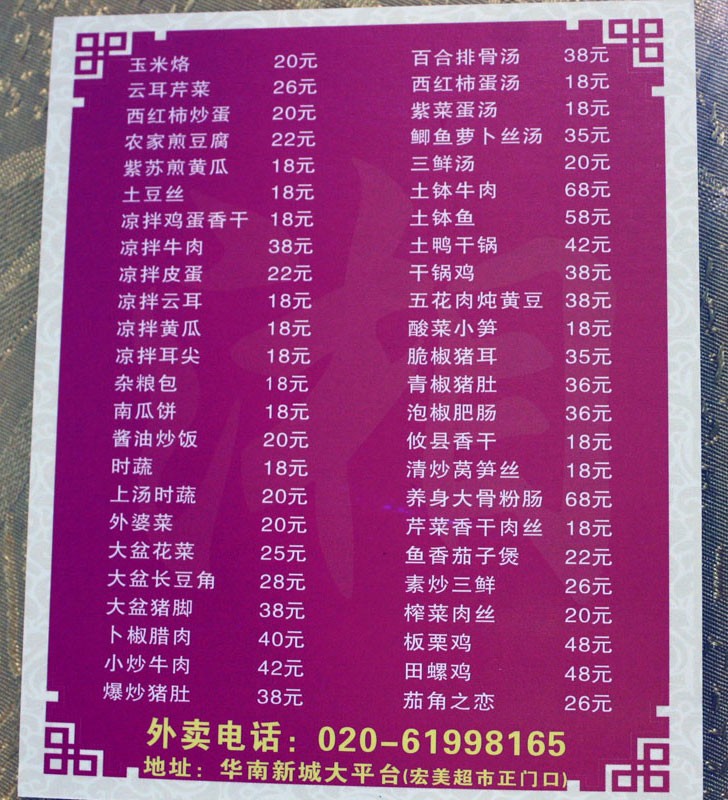 玉米烙 20元
云耳芹菜 26元
西红柿炒蛋 20元
农家煎豆腐 22元
紫苏煎黄瓜 18元
土豆丝 18元
凉拌鸡蛋香干 18元
凉拌牛肉 38元
凉拌皮蛋 22元
凉拌云耳 18元
凉拌黄瓜 18元
凉拌耳尖 18元
杂粮包 18元
南瓜饼 18元
酱油炒饭 20元
时蔬 18元
上汤时蔬 20元
外婆菜 20元
大盆花菜 25元
大盆长豆角 28元
大盆猪脚 38元
卜椒腊肉 40元
小炒牛肉 42元
爆炒猪肚 38元
百合排骨汤 38元
西红柿蛋汤 18元
紫菜蛋汤 18元
鲫鱼萝卜丝汤 35元
三鲜汤 20元
土钵牛肉 68元
土钵鱼 58元
土鸭干锅 42元
干锅鸡 38元
五花肉炖黄豆 38元
酸菜小笋 18元
脆椒猪耳 35元
青椒猪肚 36元
泡椒肥肠 36元
攸县香干 18元
清炒莴笋丝 18元
养身大骨粉肠 68元
芹菜香干肉丝 18元
鱼香茄子煲 22元
素炒三鲜 26元
榨菜肉丝 20元
板栗鸡 48元
田螺鸡 48元
茄角之恋 26元
外卖电话：020-61998165
地址：华南新城大平台(宏美超市正门口)
湘